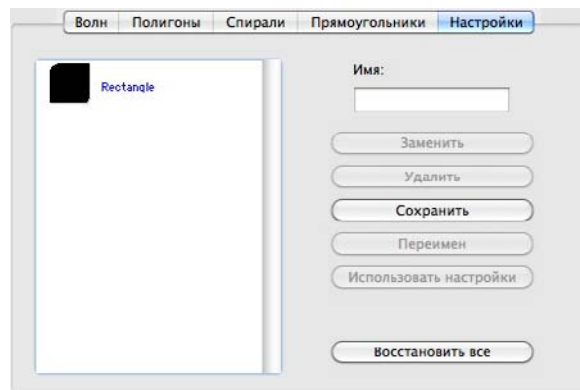 Волн Полигоны Спирали Прямоугольники Настройки
Rectangle
Имя:
Заменить
Удалить
Сохранить
Переимен
Использовать настройки
Восстановить все